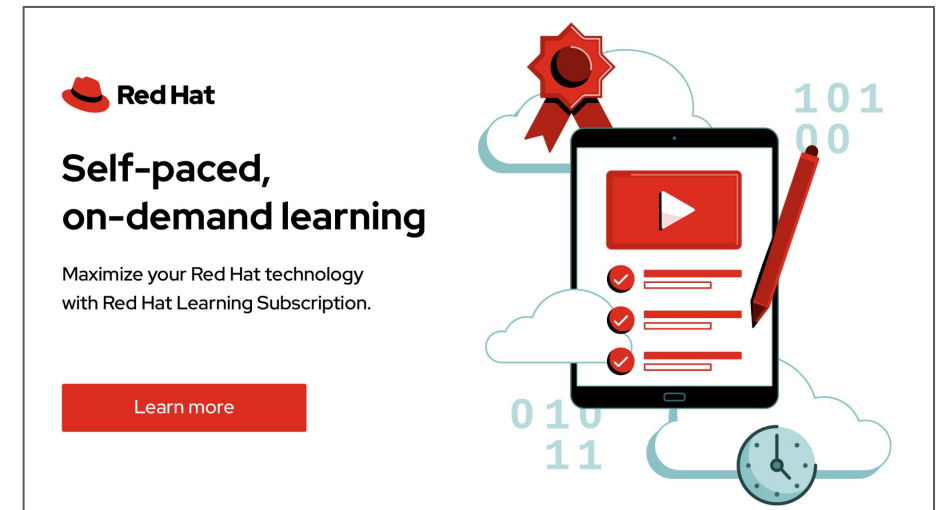 Red Hat
Self-paced,
on-demand learning
Maximize your Red Hat technology
with Red Hat Learning Subscription.
Learn more
101
00
010
11